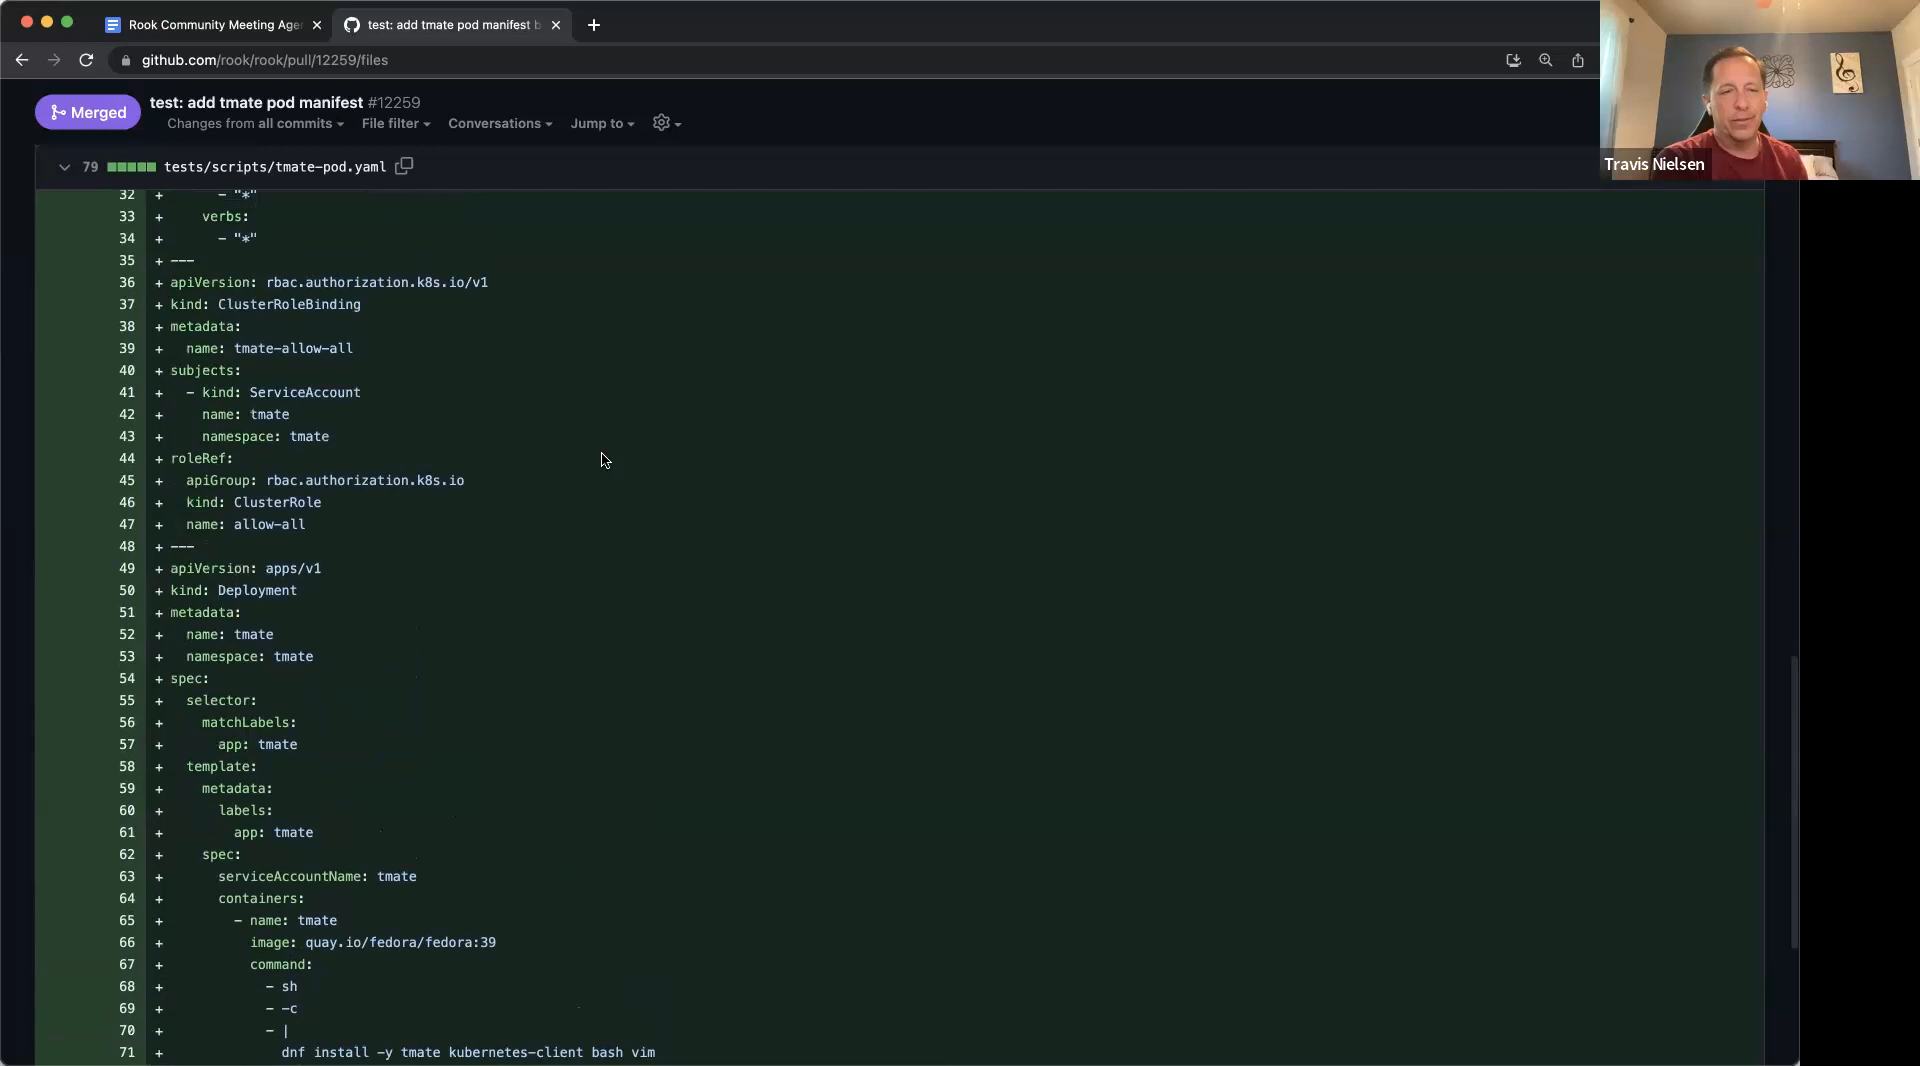 Rook Community Meeting Age
test: add tmate pod manifest b
github.com/rook/rook/pull/12259/files
Merged
test: add tmate pod manifest #12259
Changes from all commits
File filter
Conversations
Jump to
Travis Nielsen
79 tests/scripts/tmate-pod.yaml
32 + - "*"
33 + verbs:
34 + - "*"
35 + ---
36 + apiVersion: rbac.authorization.k8s.io/v1
37 + kind: ClusterRoleBinding
38 + metadata:
39 + name: tmate-allow-all
40 + subjects:
41 + - kind: ServiceAccount
42 + name: tmate
43 + namespace: tmate
44 + roleRef:
45 + apiGroup: rbac.authorization.k8s.io
46 + kind: ClusterRole
47 + name: allow-all
48 + ---
49 + apiVersion: apps/v1
50 + kind: Deployment
51 + metadata:
52 + name: tmate
53 + namespace: tmate
54 + spec:
55 + selector:
56 + matchLabels:
57 + app: tmate
58 + template:
59 + metadata:
60 + labels:
61 + app: tmate
62 + spec:
63 + serviceAccountName: tmate
64 + containers:
65 + - name: tmate
66 + image: quay.io/fedora/fedora:39
67 + command:
68 + - sh
69 + - -c
70 + - |
71 + dnf install -y tmate kubernetes-client bash vim